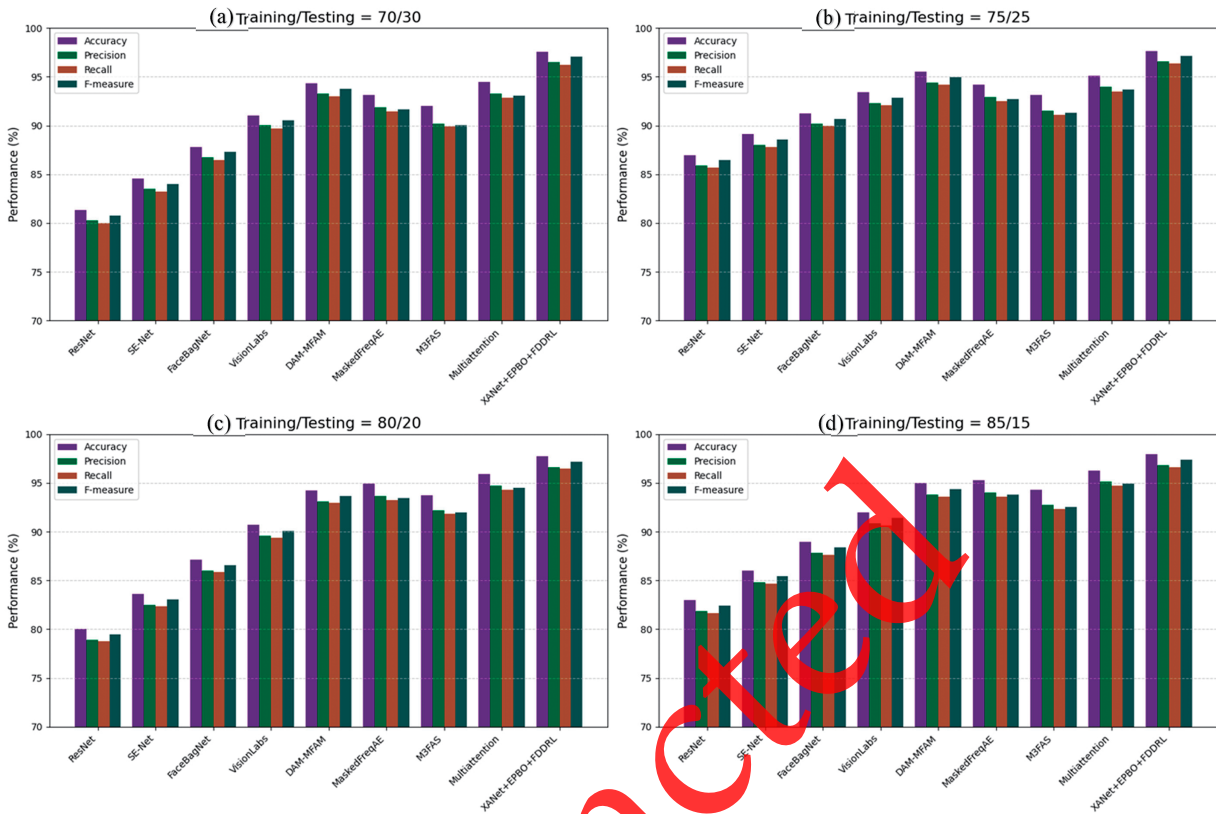 (a) Training/Testing = 70/30
100
95
90
85
80
75
70
Performance (%)
Accuracy
Precision
Recall
F-measure
ResNet
SE-Net
FaceBagNet
VisionLabs
DAM-MFAM
MaskedFreqAE
M3FAS
Multiattention
XANet+EPBO+FDDRL
(b) Training/Testing = 75/25
100
95
90
85
80
75
70
Performance (%)
Accuracy
Precision
Recall
F-measure
ResNet
SE-Net
FaceBagNet
VisionLabs
DAM-MFAM
MaskedFreqAE
M3FAS
Multiattention
XANet+EPBO+FDDRL
(c) Training/Testing = 80/20
100
95
90
85
80
75
70
Performance (%)
Accuracy
Precision
Recall
F-measure
ResNet
SE-Net
FaceBagNet
VisionLabs
DAM-MFAM
MaskedFreqAE
M3FAS
Multiattention
XANet+EPBO+FDDRL
(d) Training/Testing = 85/15
100
95
90
85
80
75
70
Performance (%)
Accuracy
Precision
Recall
F-measure
ResNet
SE-Net
FaceBagNet
VisionLabs
DAM-MFAM
MaskedFreqAE
M3FAS
Multiattention
XANet+EPBO+FDDRL
cted